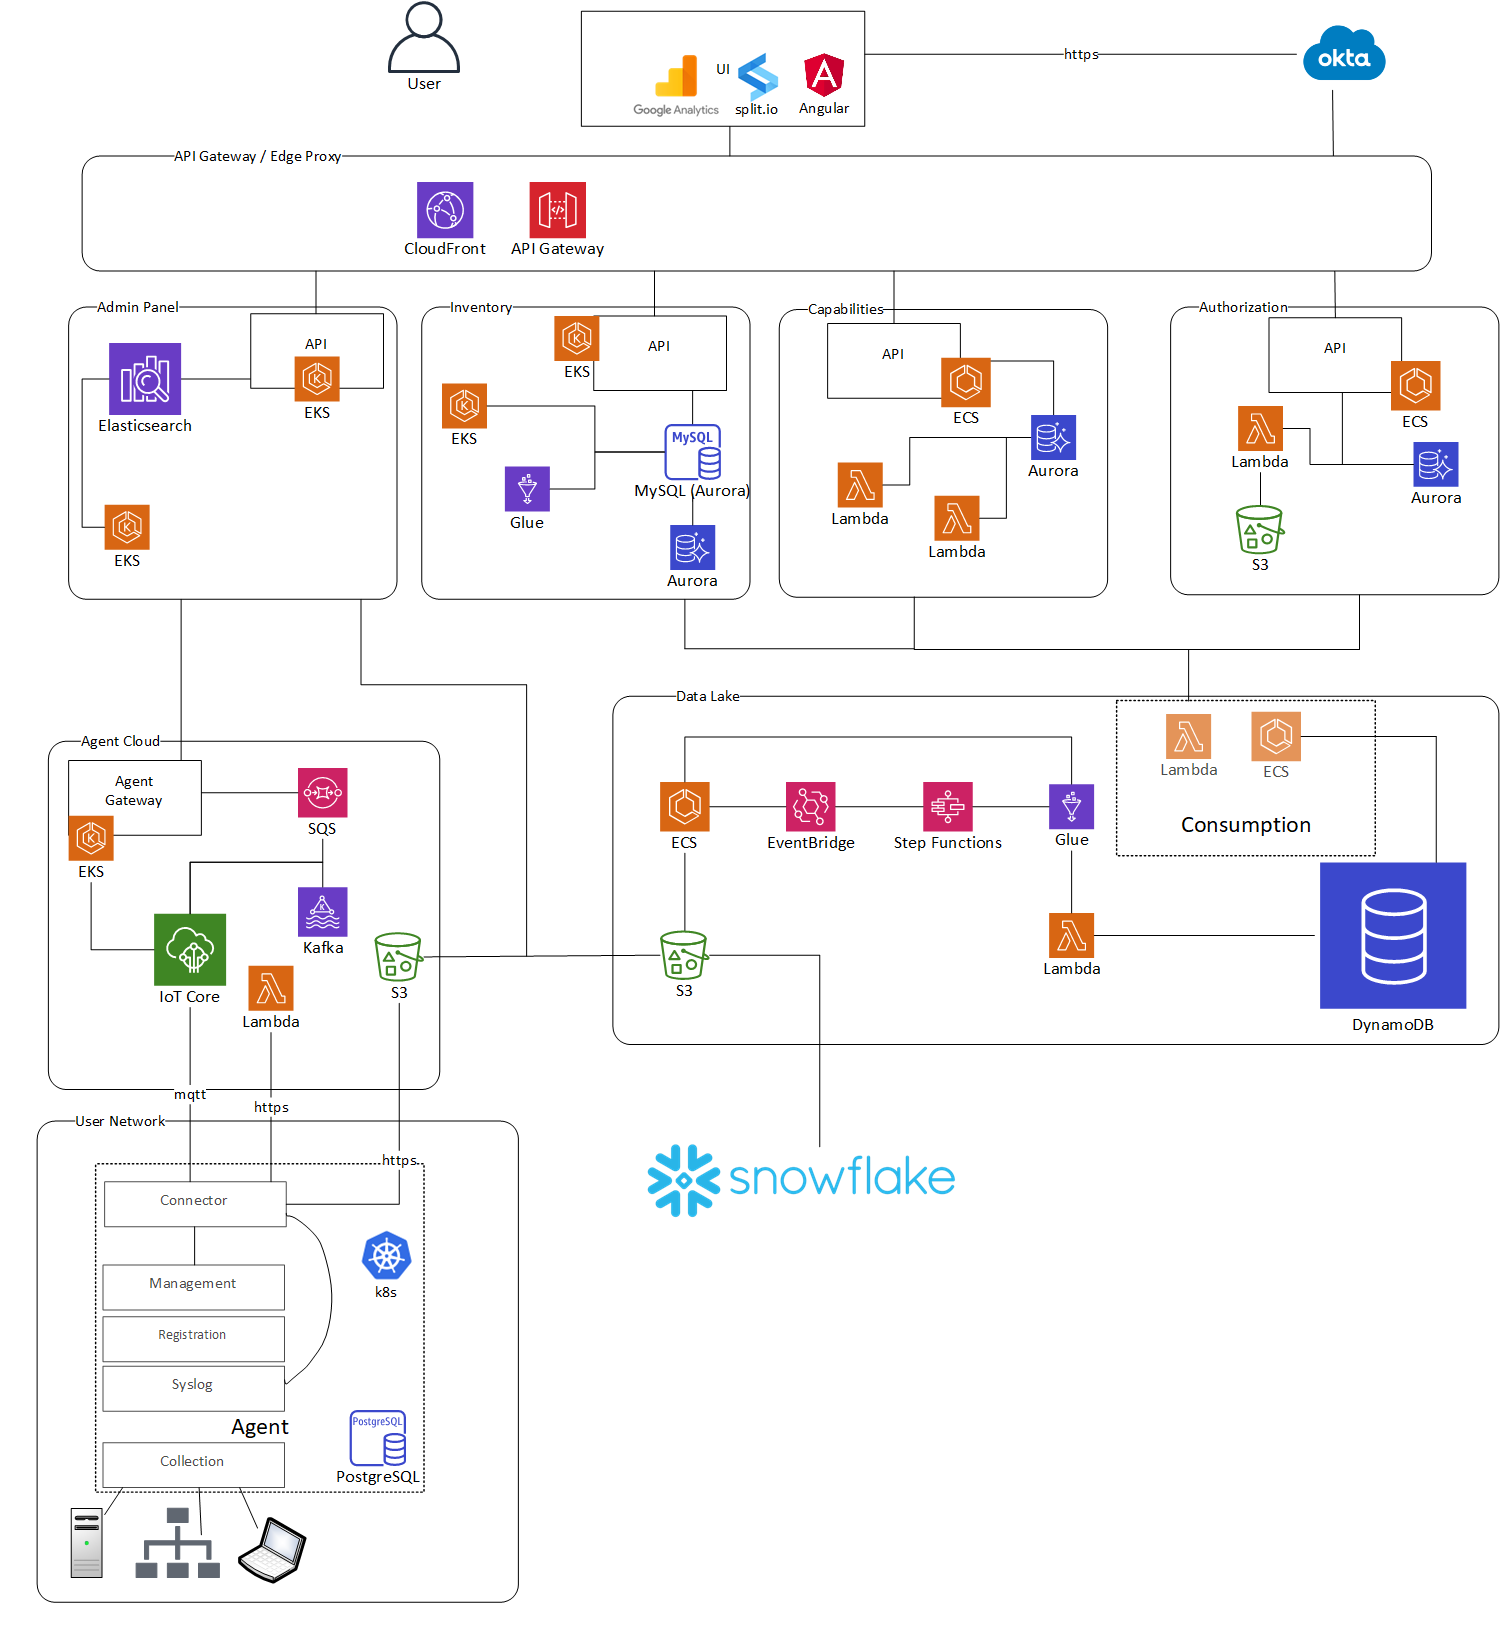 User
UI
Google Analytics
split.io
Angular
https
okta
API Gateway / Edge Proxy
CloudFront
API Gateway
Admin Panel
API
EKS
Elasticsearch
EKS
Inventory
API
EKS
EKS
Glue
MySQL
MySQL (Aurora)
Aurora
Capabilities
API
ECS
Aurora
Lambda
Lambda
Authorization
API
ECS
Lambda
Aurora
S3
Agent Cloud
Agent
Gateway
EKS
SQS
Kafka
IoT Core
Lambda
S3
mqtt
https
https
Data Lake
ECS
EventBridge
Step Functions
Glue
Lambda
ECS
Consumption
S3
Lambda
DynamoDB
snowflake
User Network
Connector
Management
Registration
Syslog
Agent
Collection
k8s
PostgreSQL
PostgreSQL